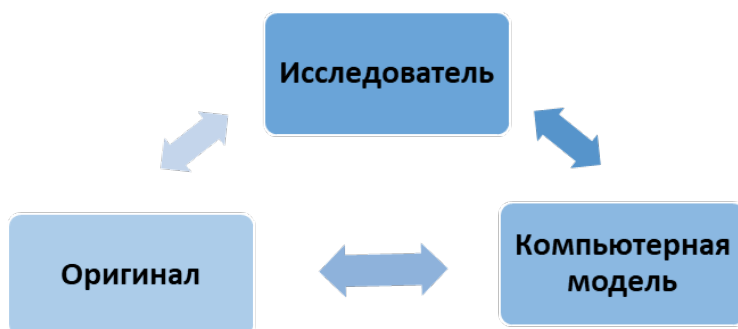 Исследователь
Оригинал
Компьютерная
модель